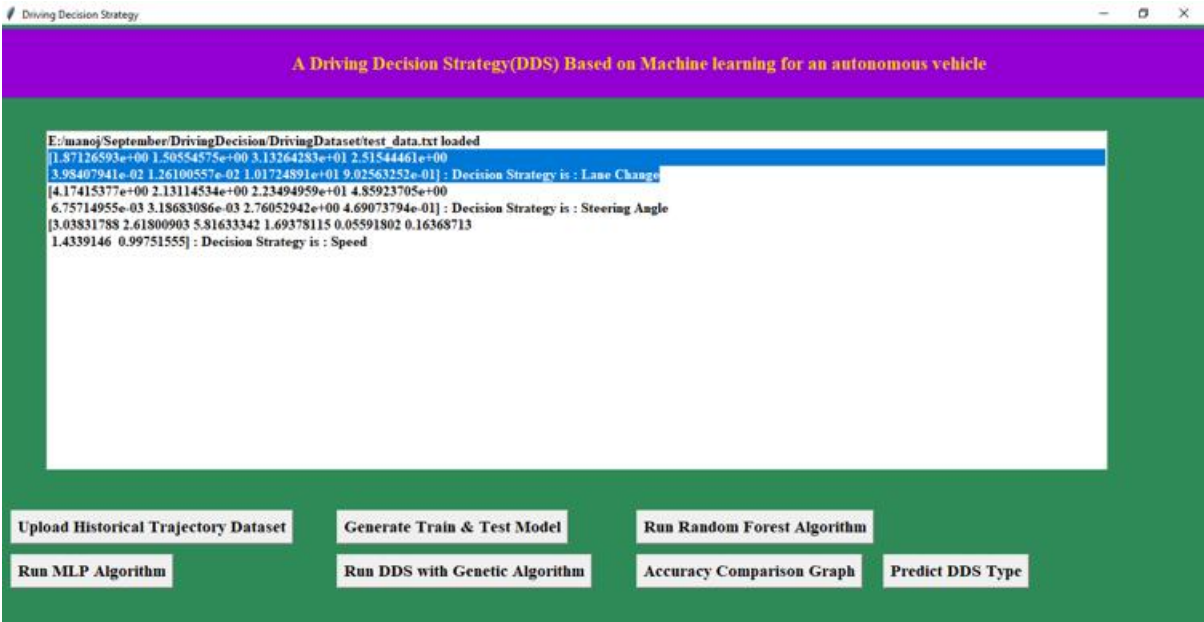 Driving Decision Strategy
A Driving Decision Strategy(DDS) Based on Machine learning for an autonomous vehicle
E:/manoj/September/DrivingDecision/DrivingDataset/test_data.txt loaded
[1.87126593e+00 1.50554575e+00 3.13264283e+01 2.51544461e+00
3.98407941e-02 1.26100557e-02 1.01724891e+01 9.02563252e-01] : Decision Strategy is : Lane Change
[4.17415377e+00 2.13114534e+00 2.23494959e+01 4.85923705e+00
6.75714955e-03 3.18683086e-03 2.76052942e+00 4.69073794e-01] : Decision Strategy is : Steering Angle
[3.03831788 2.61800903 5.81633342 1.69378115 0.05591802 0.16368713
1.4339146 0.99751555] : Decision Strategy is : Speed
Upload Historical Trajectory Dataset
Generate Train & Test Model
Run Random Forest Algorithm
Run MLP Algorithm
Run DDS with Genetic Algorithm
Accuracy Comparison Graph
Predict DDS Type